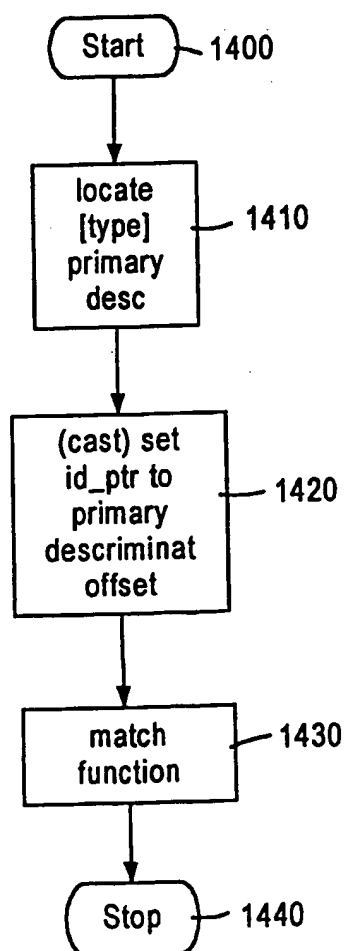 Start
1400
locate
[type]
primary
desc
1410
(cast) set
id_ptr to
primary
descriminat
offset
1420
match
function
1430
Stop
1440